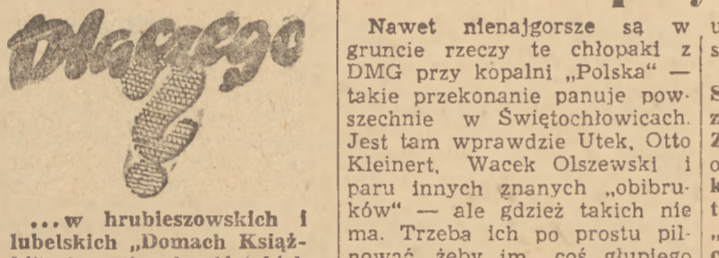 Dlaczego
?
...w hrubieszowskich i
lubelskich „Domach Książ-
Nawet nienajgorsze są w
gruncie rzeczy te chłopaki z
DMG przy kopalni „Polska“ —
takie przekonanie panuje pow-
szechnie w Świętochłowicach.
Jest tam wprawdzie Utek, Otto
Kleinert, Wacek Olszewski i
paru innych znanych „obibru-
ków“ — ale gdzież takich nie
ma. Trzeba ich po prostu pil-
nować, żeby im coś głupiego